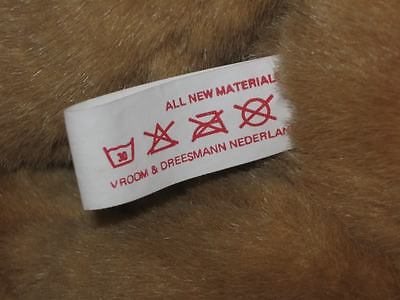 ALL NEW MATERIAL
30
VROOM & DREESMANN NEDERLAN